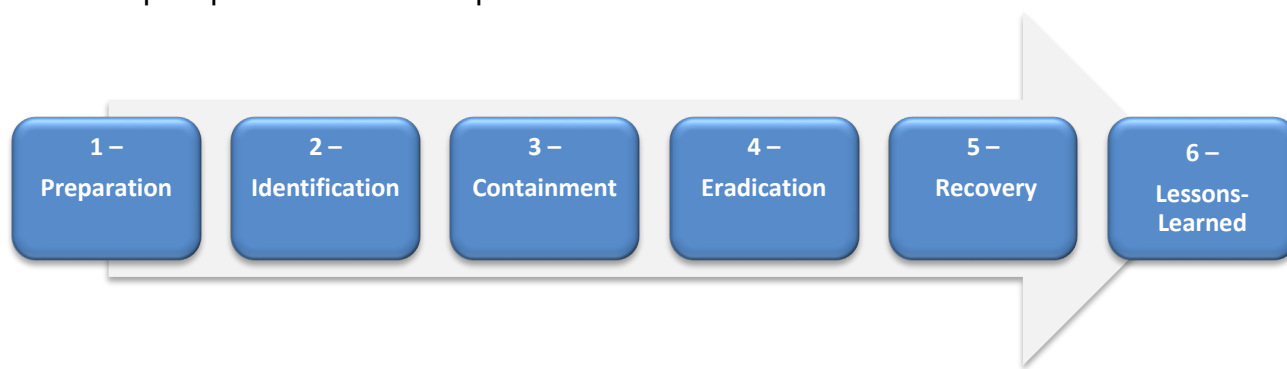 1 –
Preparation
2 –
Identification
3 –
Containment
4 –
Eradication
5 –
Recovery
6 –
Lessons-
Learned